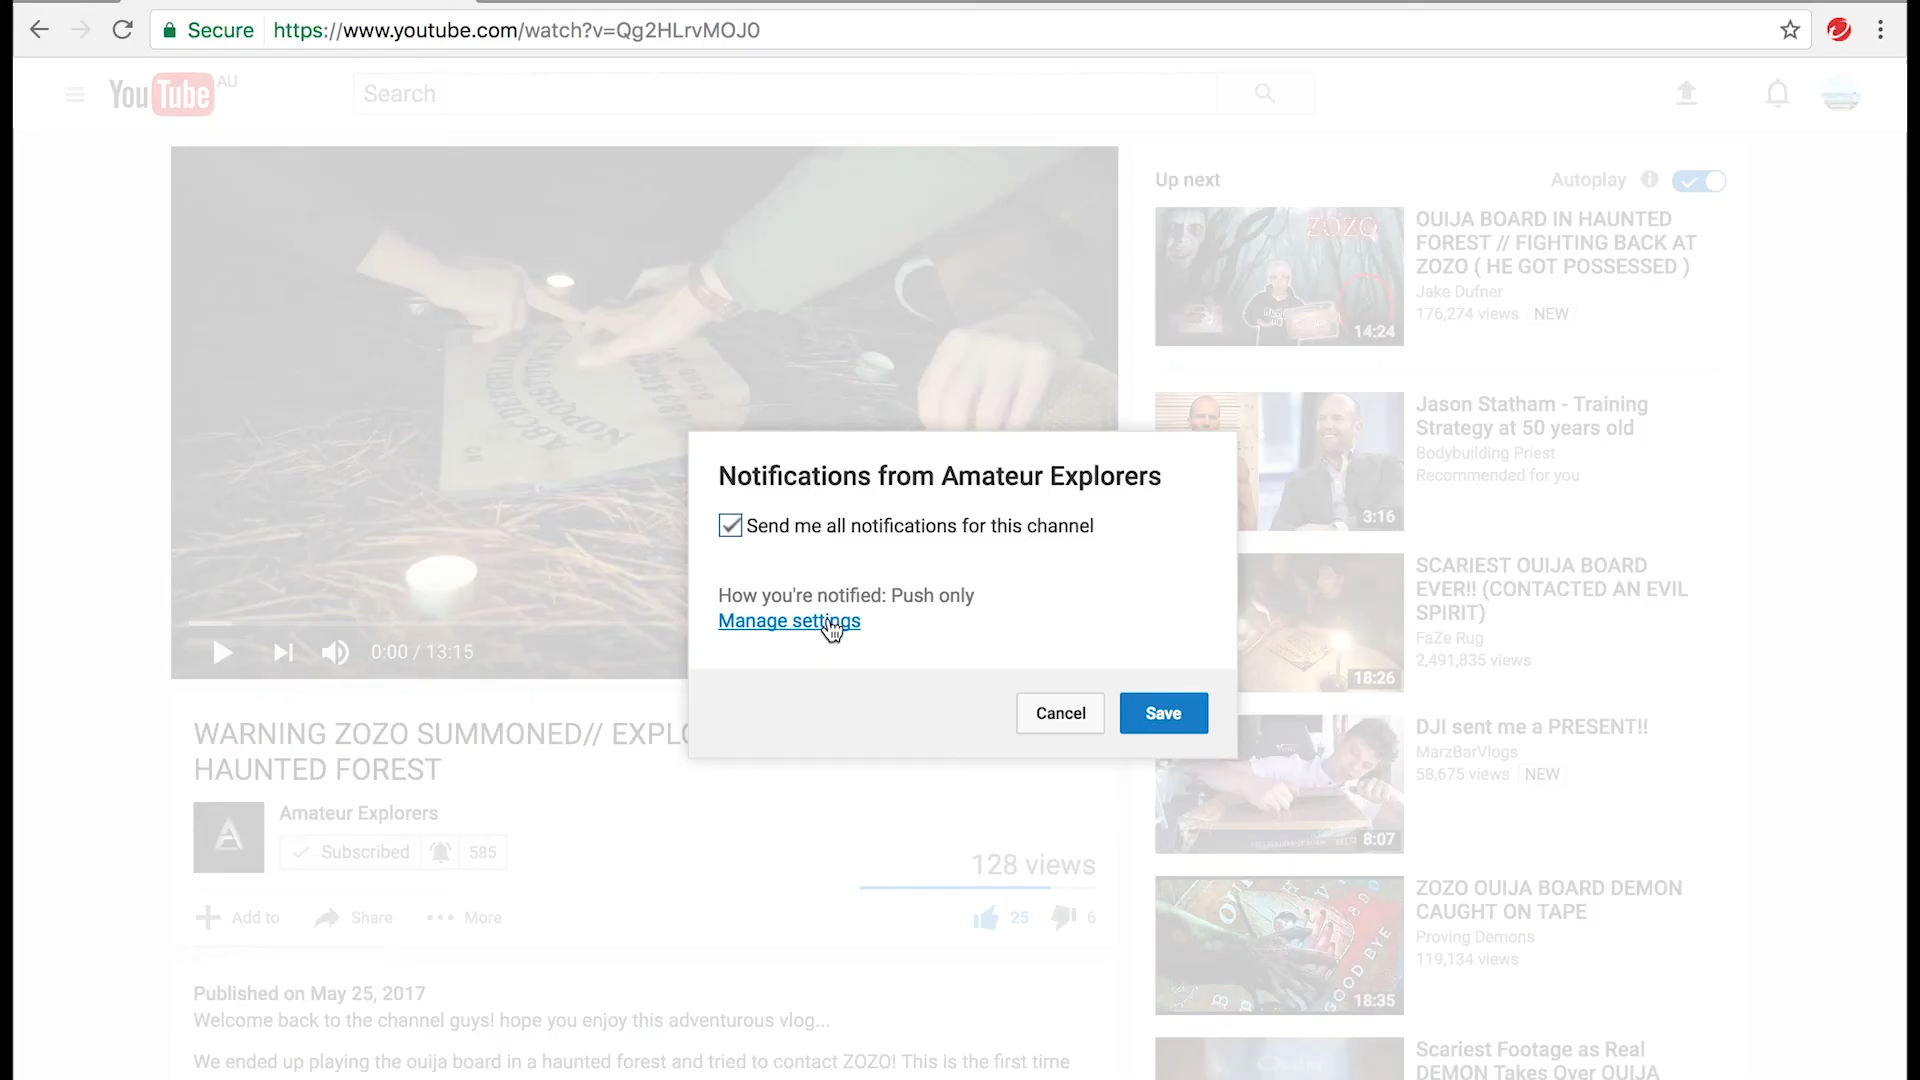 Secure https://www.youtube.com/watch?v=Qg2HLrvMOJ0
YouTube AU
Search
Up next
Autoplay
OUIJA BOARD IN HAUNTED
FOREST // FIGHTING BACK AT
ZOZO ( HE GOT POSSESSED )
Jake Dufner
176,274 views NEW
ZOZO
14:24
Jason Statham - Training
Strategy at 50 years old
Bodybuilding Priest
Recommended for you
3:16
Notifications from Amateur Explorers
Send me all notifications for this channel
How you're notified: Push only
Manage settings
Cancel
Save
SCARIEST OUIJA BOARD
EVER!! (CONTACTED AN EVIL
SPIRIT)
FaZe Rug
2,491,835 views
18:26
0:00 / 13:15
WARNING ZOZO SUMMONED// EXPLO
HAUNTED FOREST
Amateur Explorers
Subscribed 585
128 views
Add to
Share
More
25
6
DJI sent me a PRESENT!!
MarzBarVlogs
58,675 views NEW
8:07
ZOZO OUIJA BOARD DEMON
CAUGHT ON TAPE
Proving Demons
119,134 views
GOOD BYE
18:35
Published on May 25, 2017
Welcome back to the channel guys! hope you enjoy this adventurous vlog...
We ended up playing the ouija board in a haunted forest and tried to contact ZOZO! This is the first time
Scariest Footage as Real
DEMON Takes Over OUIJA